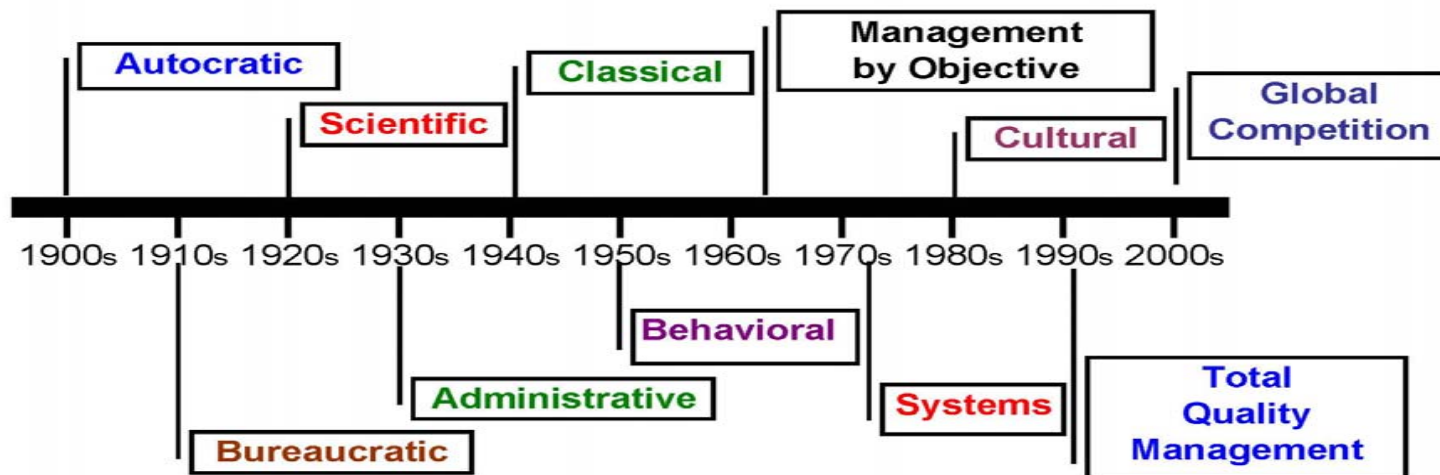 Autocratic
Scientific
Classical
Management
by Objective
Cultural
Global
Competition
1900s 1910s 1920s 1930s 1940s 1950s 1960s 1970s 1980s 1990s 2000s
Bureaucratic
Administrative
Behavioral
Systems
Total
Quality
Management